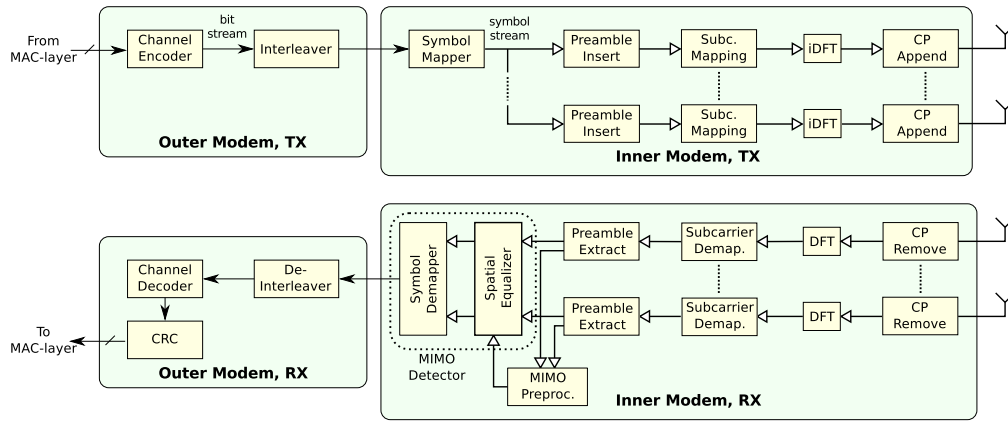 From
MAC-layer
Channel
Encoder
bit
stream
Interleaver
Outer Modem, TX
Symbol
Mapper
symbol
stream
Preamble
Insert
Subc.
Mapping
iDFT
CP
Append
Preamble
Insert
Subc.
Mapping
iDFT
CP
Append
Inner Modem, TX
To
MAC-layer
Channel
Decoder
De-
Interleaver
CRC
Outer Modem, RX
Symbol
Demapper
Spatial
Equalizer
Preamble
Extract
Subcarrier
Demap.
DFT
CP
Remove
Preamble
Extract
Subcarrier
Demap.
DFT
CP
Remove
MIMO
Detector
MIMO
Preproc.
Inner Modem, RX